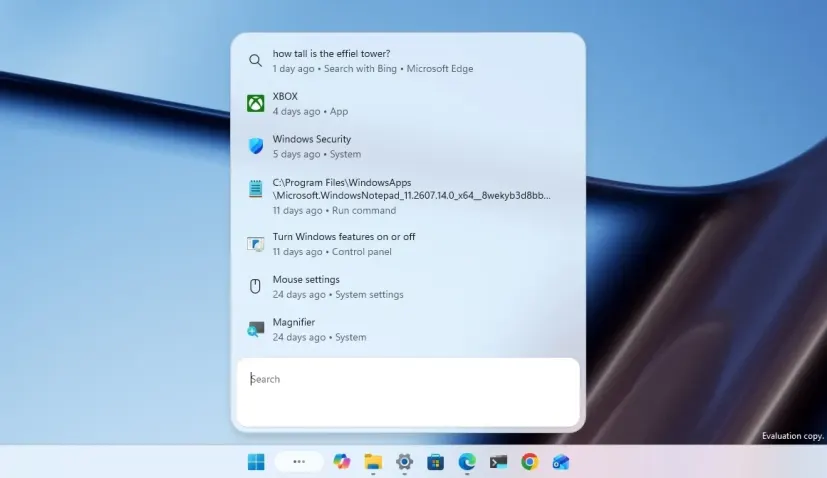 how tall is the effiel tower?
1 day ago • Search with Bing • Microsoft Edge
XBOX
4 days ago • App
Windows Security
5 days ago • System
C:\Program Files\WindowsApps
\Microsoft.WindowsNotepad_11.2607.14.0_x64__8wekyb3d8bb...
11 days ago • Run command
Turn Windows features on or off
11 days ago • Control panel
Mouse settings
24 days ago • System settings
Magnifier
24 days ago • System
Search
Evaluation copy.